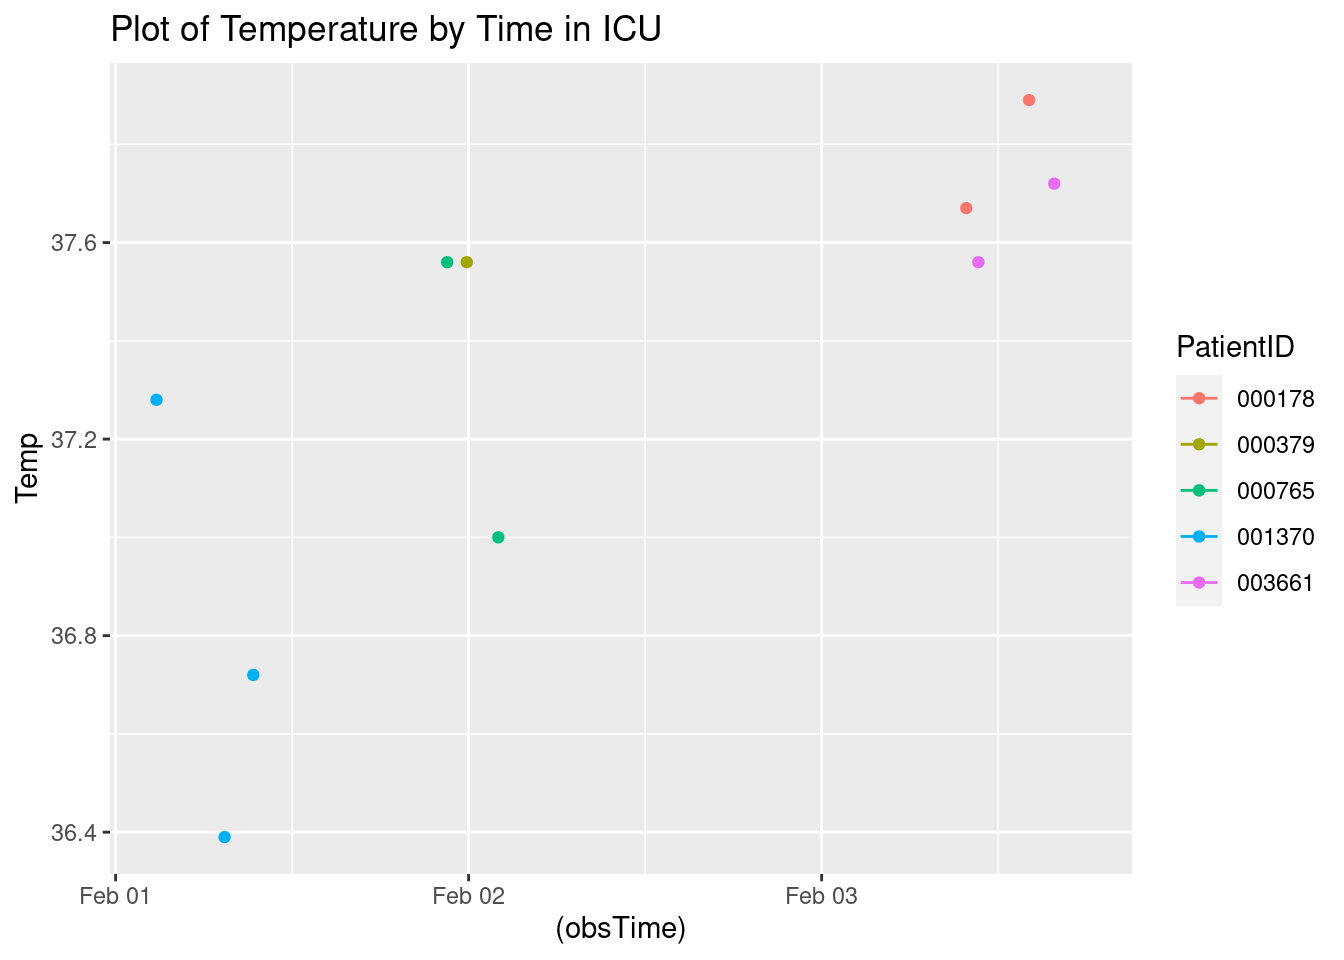 Plot of Temperature by Time in ICU
Temp
37.6
37.2
36.8
36.4
Feb 01
Feb 02
Feb 03
(obsTime)
PatientID
000178
000379
000765
001370
003661